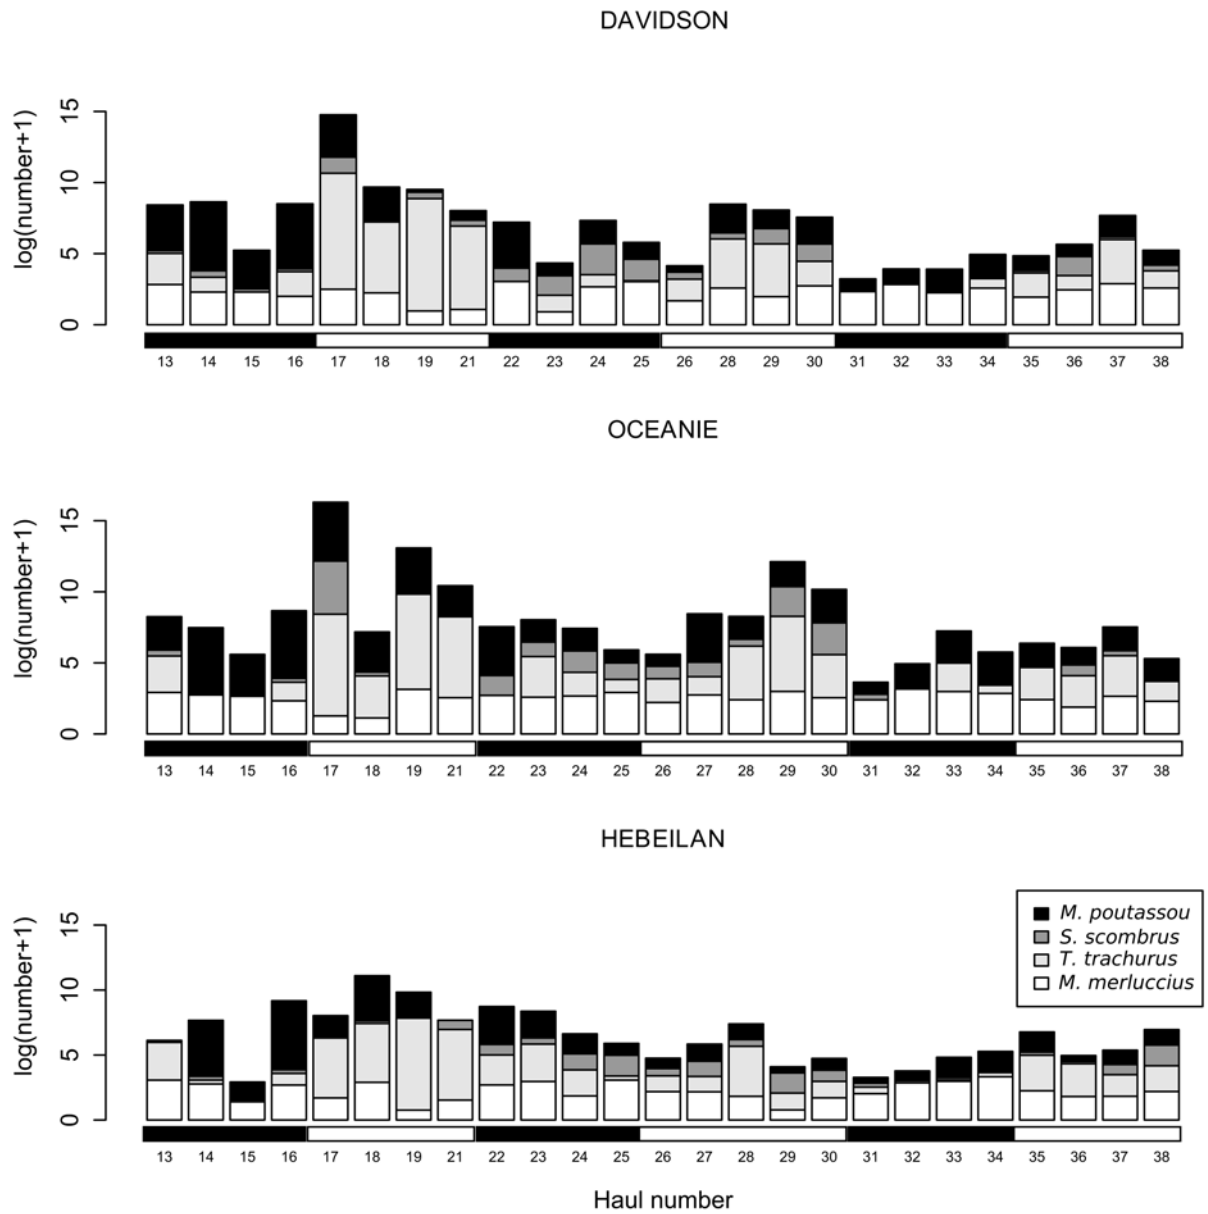 DAVIDSON
log(number+1)
15
10
5
0
13 14 15 16 17 18 19 21 22 23 24 25 26 28 29 30 31 32 33 34 35 36 37 38
OCEANIE
log(number+1)
15
10
5
0
13 14 15 16 17 18 19 21 22 23 24 25 26 27 28 29 30 31 32 33 34 35 36 37 38
HEBEILAN
log(number+1)
15
10
5
0
M. poutassou
S. scombrus
T. trachurus
M. merluccius
13 14 15 16 17 18 19 21 22 23 24 25 26 27 28 29 30 31 32 33 34 35 36 37 38
Haul number